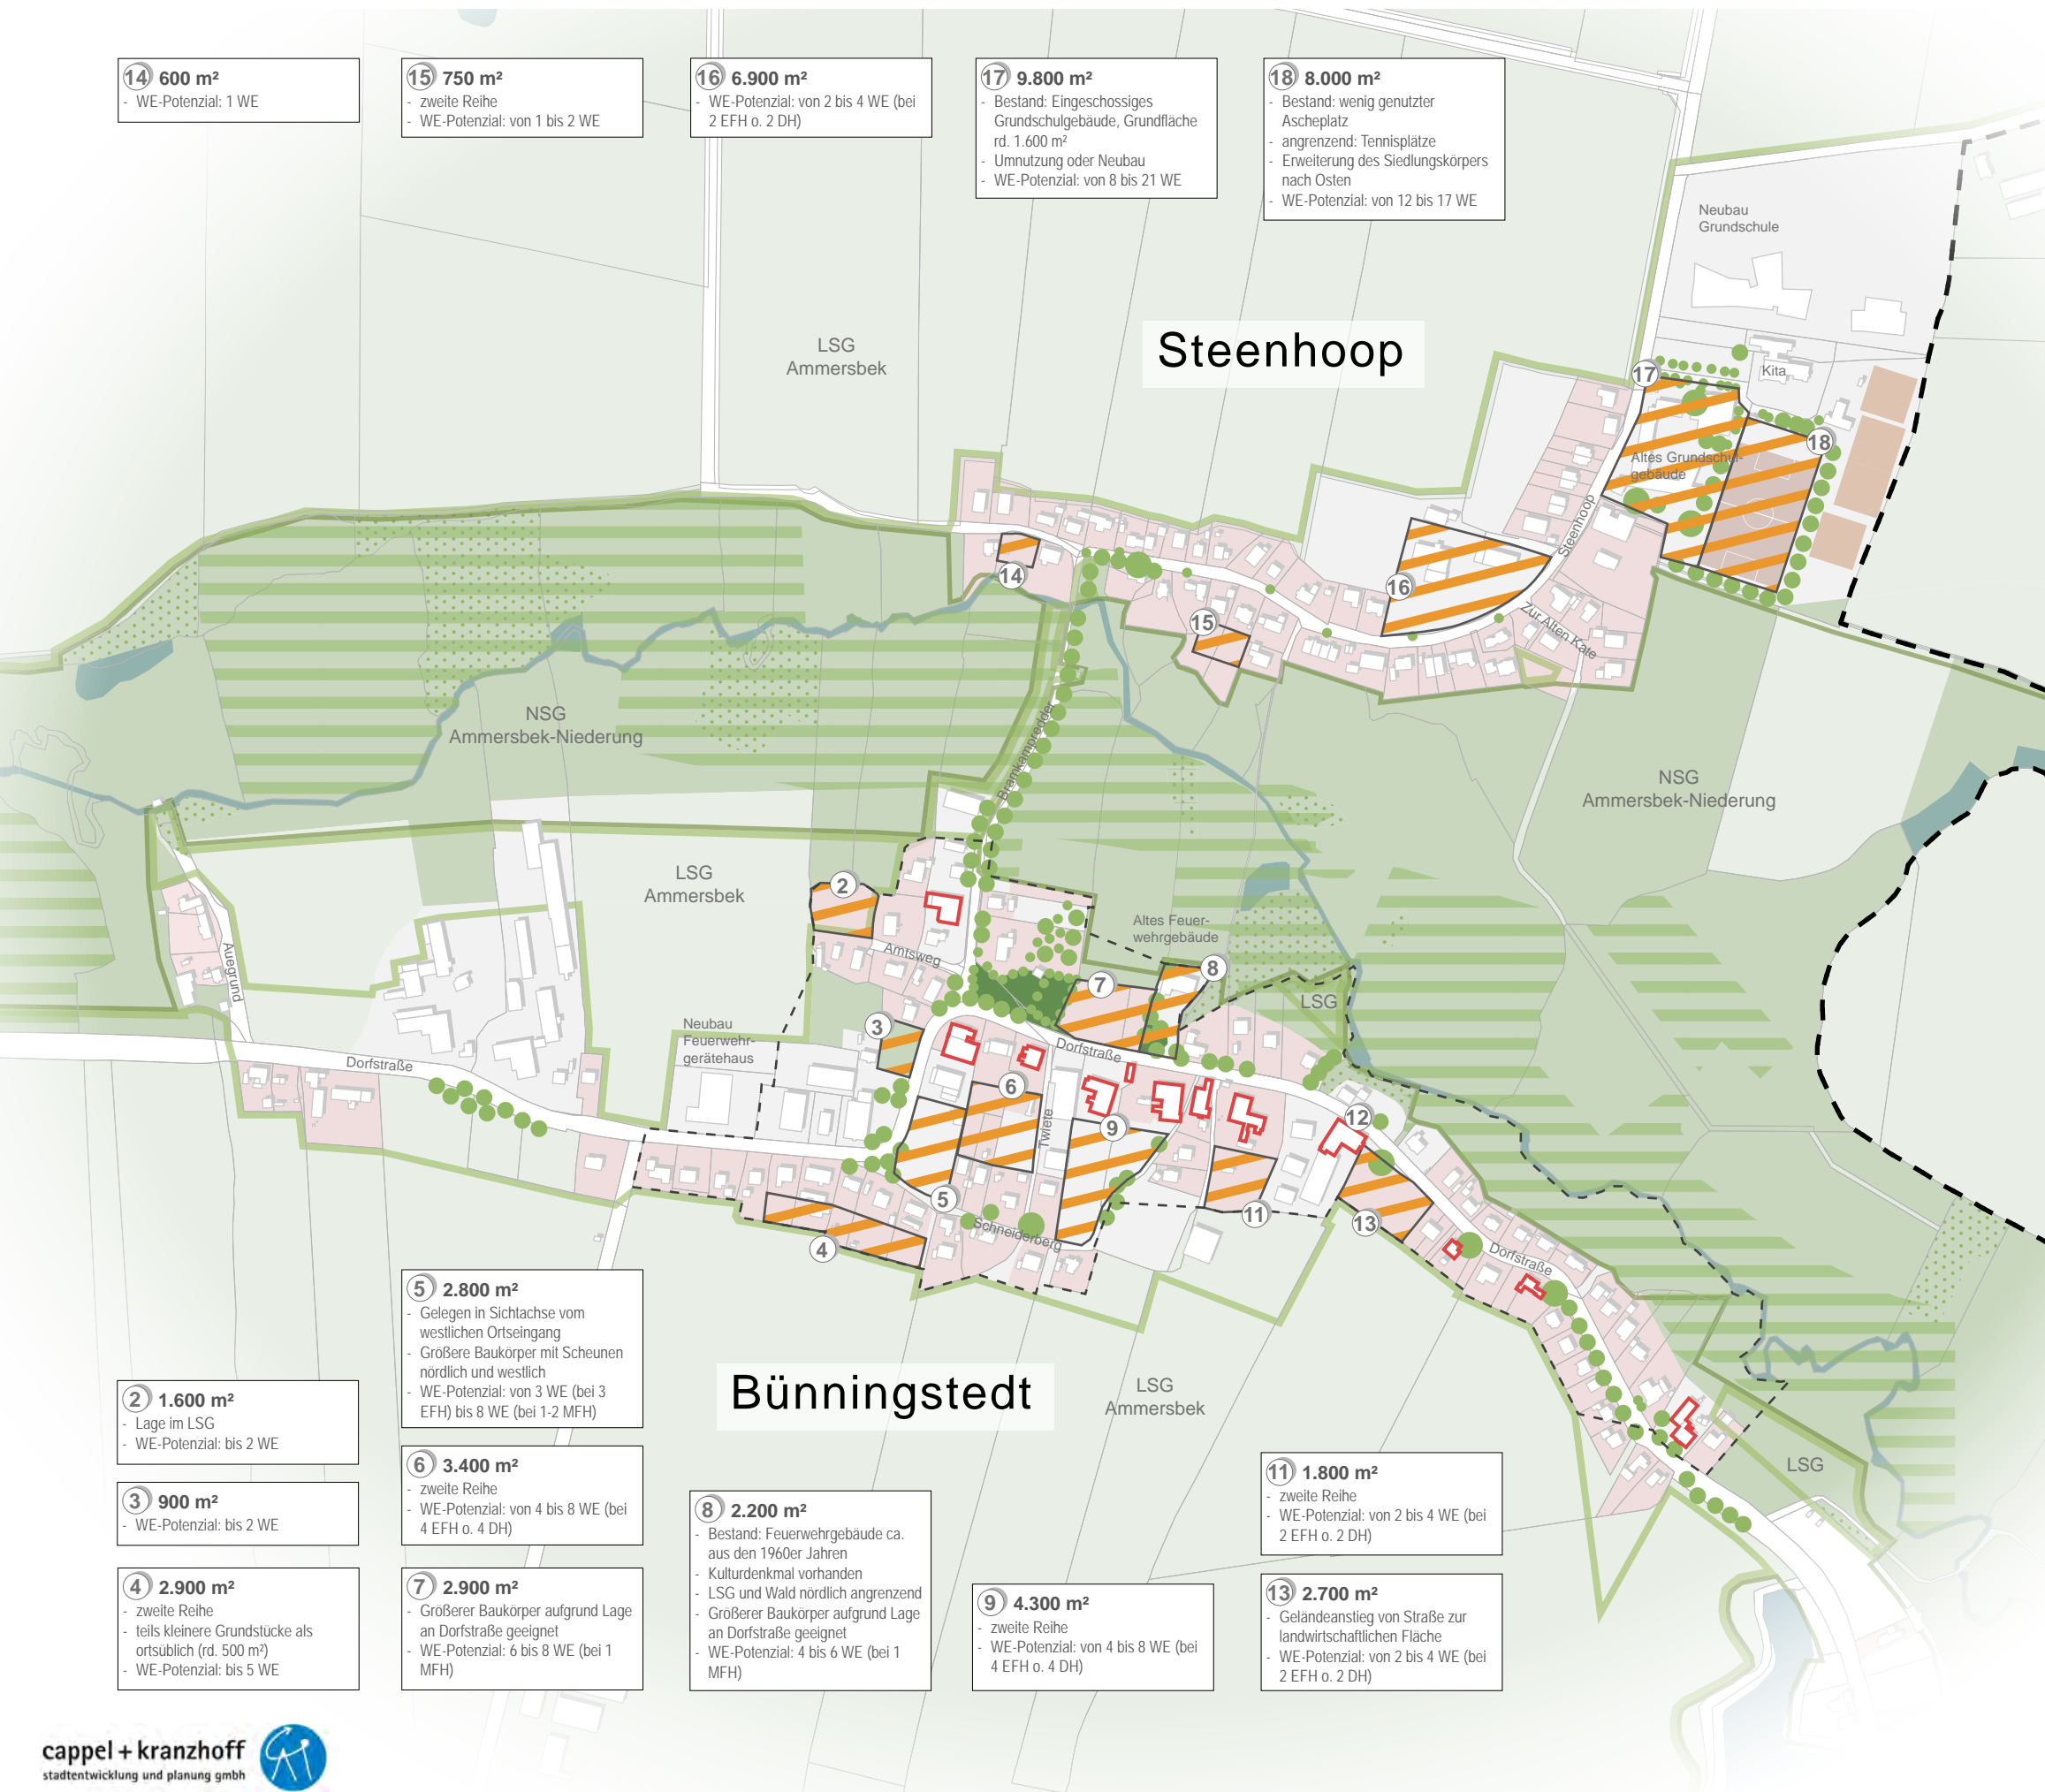 14 600 m²
- WE-Potenzial: 1 WE
15 750 m²
- zweite Reihe
- WE-Potenzial: von 1 bis 2 WE
16 6.900 m²
- WE-Potenzial: von 2 bis 4 WE (bei
2 EFH o. 2 DH)
17 9.800 m²
- Bestand: Eingeschossiges
Grundschulgebäude, Grundfläche
rd. 1.600 m²
- Umnutzung oder Neubau
- WE-Potenzial: von 8 bis 21 WE
18 8.000 m²
- Bestand: wenig genutzter
Ascheplatz
- angrenzend: Tennisplätze
- Erweiterung des Siedlungskörpers
nach Osten
- WE-Potenzial: von 12 bis 17 WE
Neubau
Grundschule
LSG
Ammersbek
Steenhoop
17
Kita
18
Altes Grundschul-
gebäude
Steenhoop
14
16
15
Zur Alten Kate
NSG
Ammersbek-Niederung
Bramkampredder
NSG
Ammersbek-Niederung
LSG
Ammersbek
2
Altes Feuer-
wehrgebäude
Amtsweg
Auegrund
7
8
LSG
Neubau
Feuerwehr-
gerätehaus
3
Dorfstraße
Dorfstraße
6
Twiete
9
12
5
11
13
Schneiderberg
4
Dorfstraße
5 2.800 m²
- Gelegen in Sichtachse vom
westlichen Ortseingang
- Größere Baukörper mit Scheunen
nördlich und westlich
- WE-Potenzial: von 3 WE (bei 3
EFH) bis 8 WE (bei 1-2 MFH)
Bünningstedt
LSG
Ammersbek
LSG
2 1.600 m²
- Lage im LSG
- WE-Potenzial: bis 2 WE
3 900 m²
- WE-Potenzial: bis 2 WE
4 2.900 m²
- zweite Reihe
- teils kleinere Grundstücke als
ortsüblich (rd. 500 m²)
- WE-Potenzial: bis 5 WE
6 3.400 m²
- zweite Reihe
- WE-Potenzial: von 4 bis 8 WE (bei
4 EFH o. 4 DH)
7 2.900 m²
- Größerer Baukörper aufgrund Lage
an Dorfstraße geeignet
- WE-Potenzial: 6 bis 8 WE (bei 1
MFH)
8 2.200 m²
- Bestand: Feuerwehrgebäude ca.
aus den 1960er Jahren
- Kulturdenkmal vorhanden
- LSG und Wald nördlich angrenzend
- Größerer Baukörper aufgrund Lage
an Dorfstraße geeignet
- WE-Potenzial: 4 bis 6 WE (bei 1
MFH)
9 4.300 m²
- zweite Reihe
- WE-Potenzial: von 4 bis 8 WE (bei
4 EFH o. 4 DH)
11 1.800 m²
- zweite Reihe
- WE-Potenzial: von 2 bis 4 WE (bei
2 EFH o. 2 DH)
13 2.700 m²
- Geländeanstieg von Straße zur
landwirtschaftlichen Fläche
- WE-Potenzial: von 2 bis 4 WE (bei
2 EFH o. 2 DH)
cappel + kranzhoff
stadtentwicklung und planung gmbh